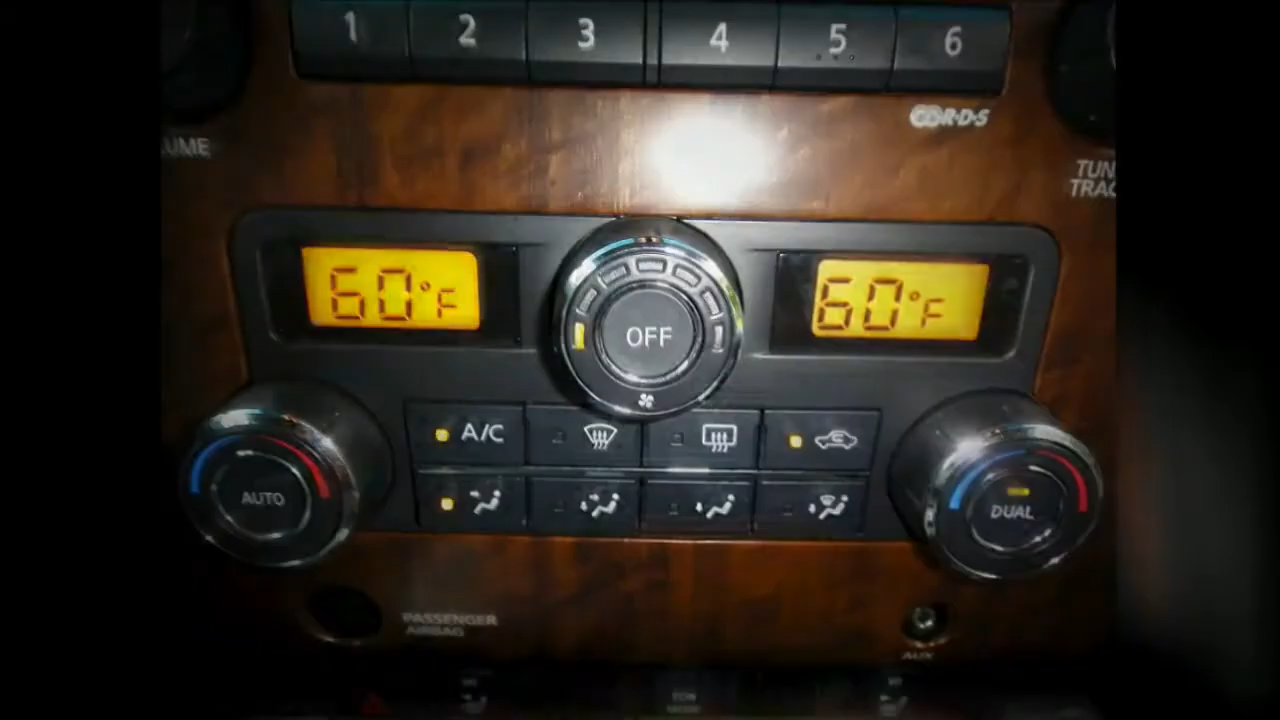 1 2 3 4 5 6
CD R·D·S
UME
TUN
TRAC
60°F
60°F
OFF
A/C
AUTO
DUAL
PASSENGER
AIRBAG
AUX